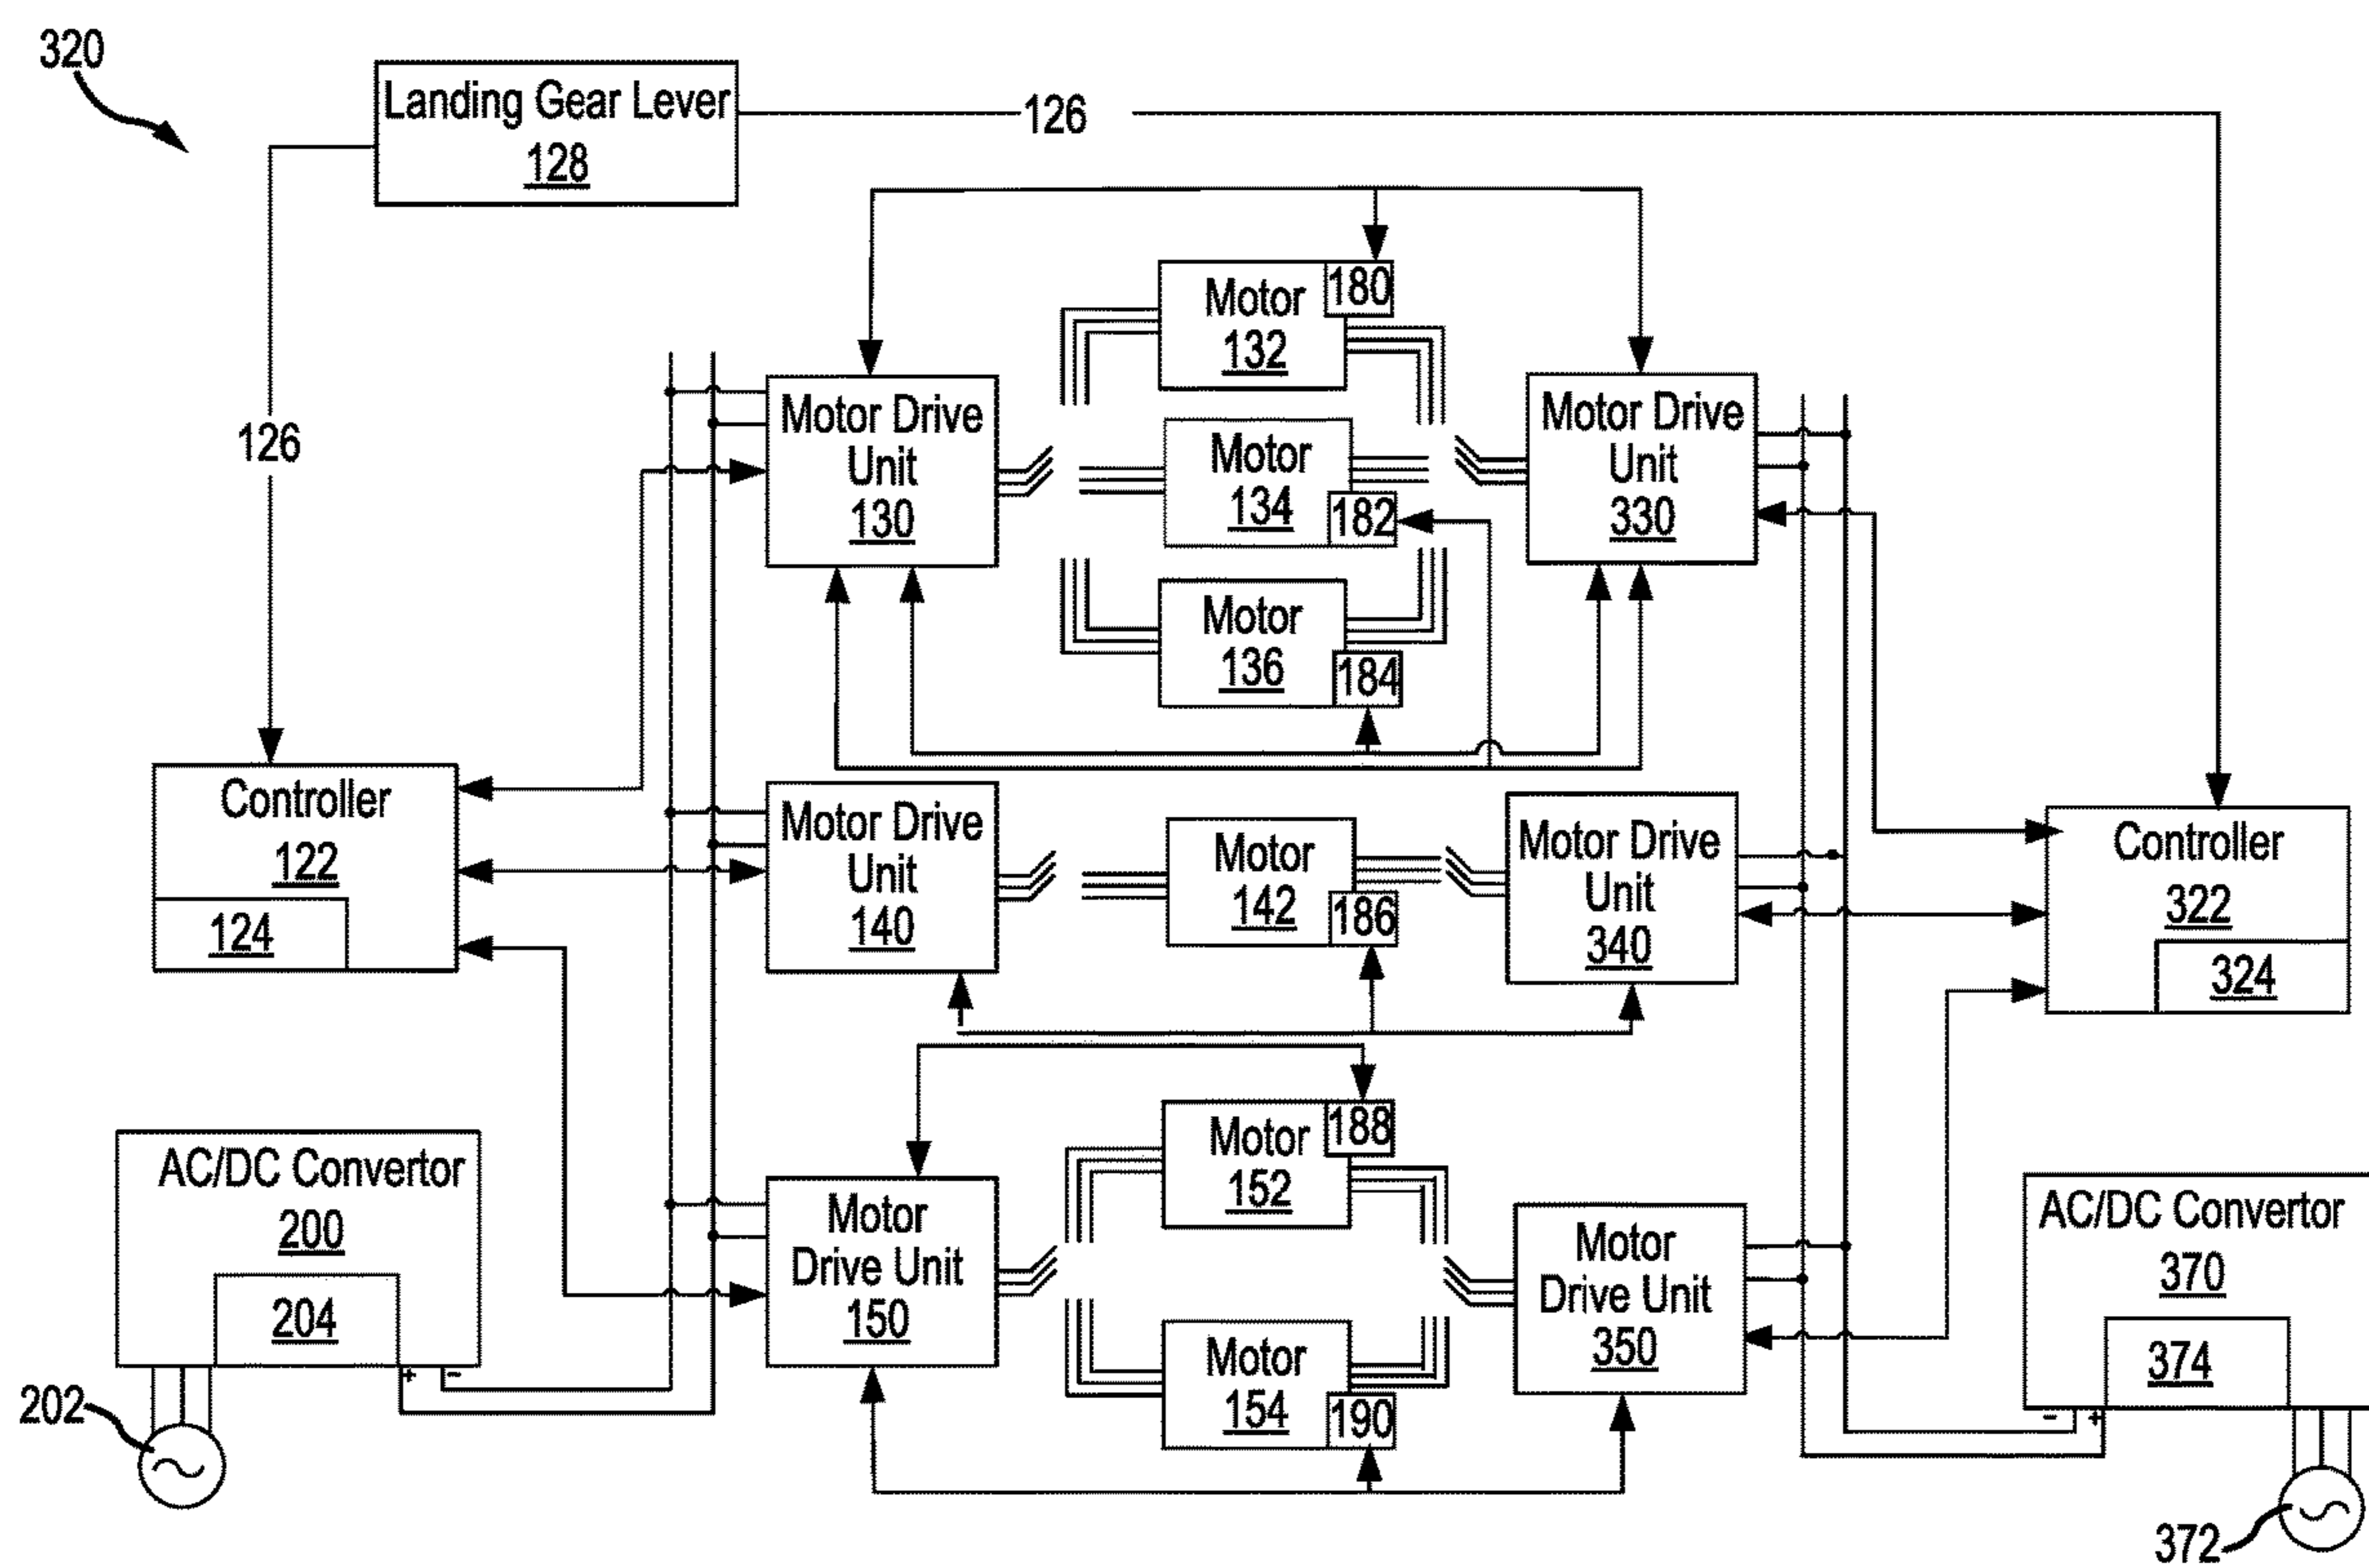 320
Landing Gear Lever
128
126
126
Motor
132
180
Motor Drive
Unit
130
Motor
134
182
Motor Drive
Unit
330
Motor
136
184
Controller
122
124
Motor Drive
Unit
140
Motor
142
186
Motor Drive
Unit
340
Controller
322
324
AC/DC Convertor
200
204
+ -
202
Motor
Drive Unit
150
Motor
152
188
Motor
154
190
Motor
Drive Unit
350
AC/DC Convertor
370
374
- +
372